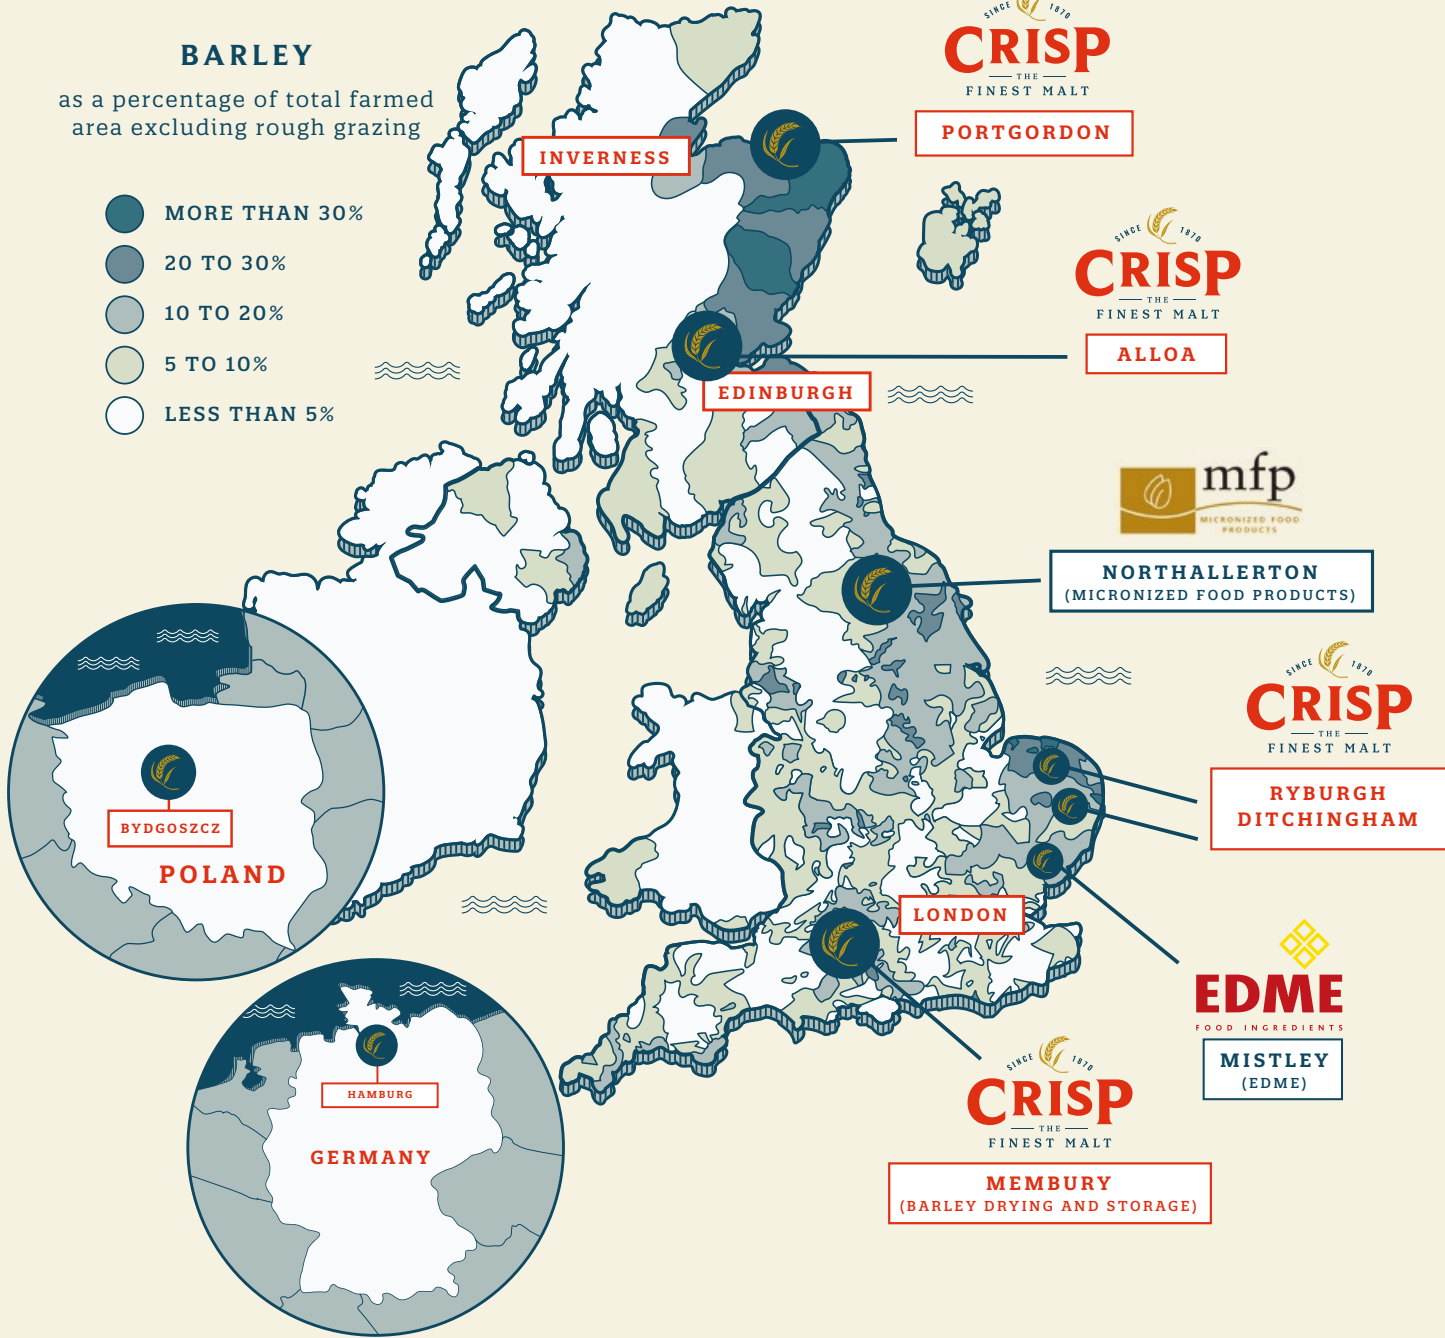 BARLEY
as a percentage of total farmed
area excluding rough grazing
MORE THAN 30%
20 TO 30%
10 TO 20%
5 TO 10%
LESS THAN 5%
SINCE 1870
CRISP
THE
FINEST MALT
PORTGORDON
INVERNESS
SINCE 1870
CRISP
THE
FINEST MALT
ALLOA
EDINBURGH
mfp
MICRONIZED FOOD
PRODUCTS
NORTHALLERTON
(MICRONIZED FOOD PRODUCTS)
SINCE 1870
CRISP
THE
FINEST MALT
RYBURGH
DITCHINGHAM
BYDGOSZCZ
POLAND
LONDON
EDME
FOOD INGREDIENTS
MISTLEY
(EDME)
HAMBURG
GERMANY
SINCE 1870
CRISP
THE
FINEST MALT
MEMBURY
(BARLEY DRYING AND STORAGE)